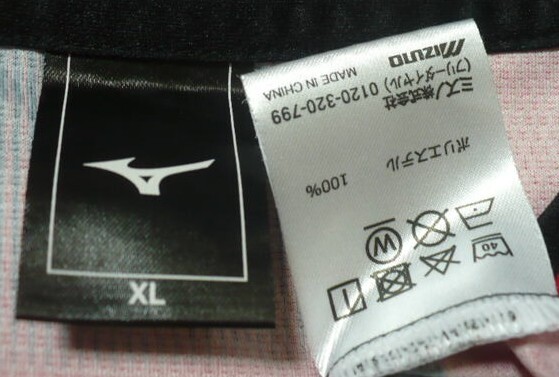 XL
40
W
ポリエステル 100%
ミズノ株式会社
(フリーダイヤル) 0120-320-799
MADE IN CHINA
MIZUNO